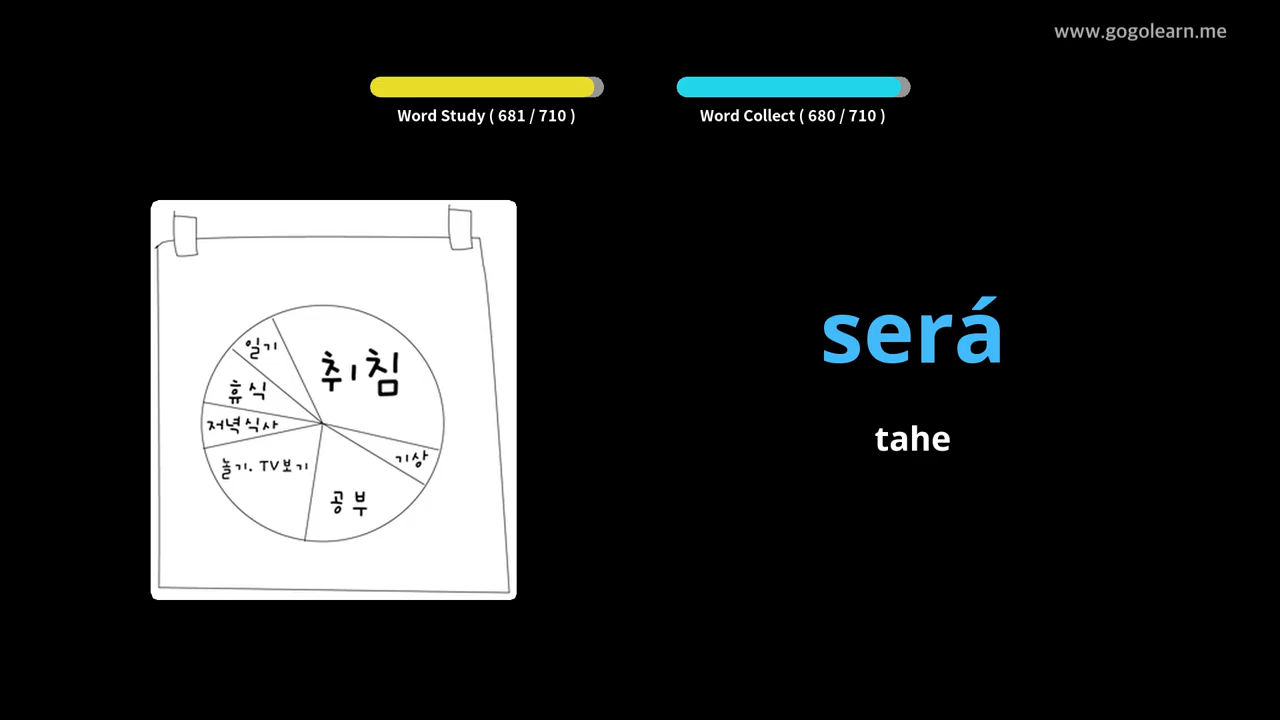 www.gogolearn.me
Word Study ( 681 / 710 )
Word Collect ( 680 / 710 )
일기
취침
휴식
저녁식사
놀기. TV보기
기상
공부
será
tahe